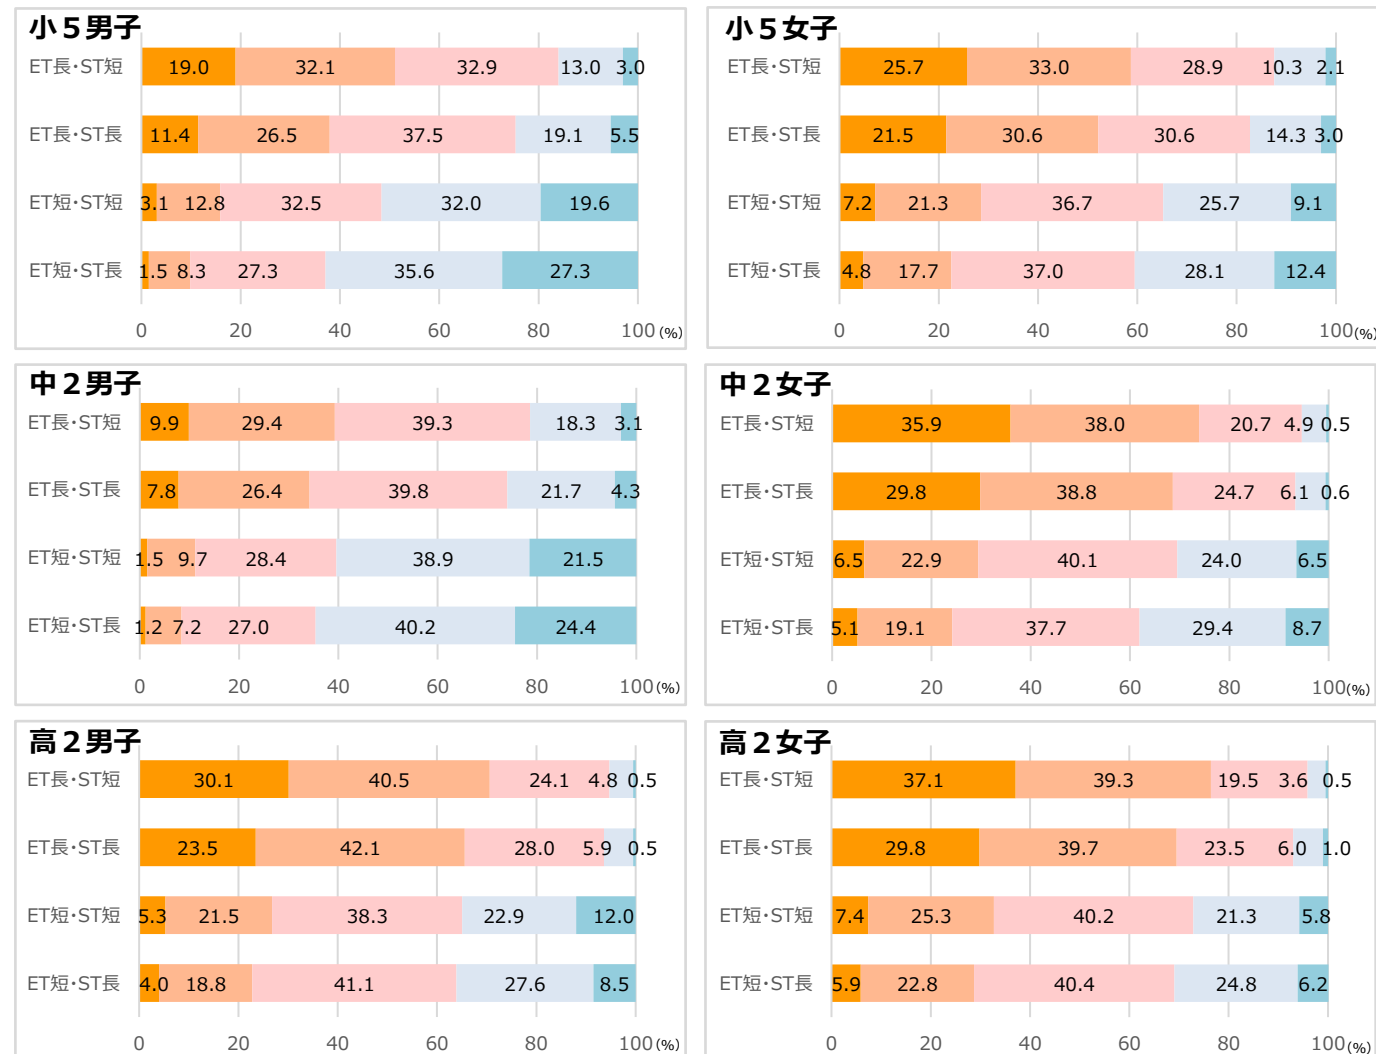 小５男子
ET長・ST短 19.0 32.1 32.9 13.0 3.0
ET長・ST長 11.4 26.5 37.5 19.1 5.5
ET短・ST短 3.1 12.8 32.5 32.0 19.6
ET短・ST長 1.5 8.3 27.3 35.6 27.3
0 20 40 60 80 100(%)
小５女子
ET長・ST短 25.7 33.0 28.9 10.3 2.1
ET長・ST長 21.5 30.6 30.6 14.3 3.0
ET短・ST短 7.2 21.3 36.7 25.7 9.1
ET短・ST長 4.8 17.7 37.0 28.1 12.4
0 20 40 60 80 100(%)
中２男子
ET長・ST短 9.9 29.4 39.3 18.3 3.1
ET長・ST長 7.8 26.4 39.8 21.7 4.3
ET短・ST短 1.5 9.7 28.4 38.9 21.5
ET短・ST長 1.2 7.2 27.0 40.2 24.4
0 20 40 60 80 100(%)
中２女子
ET長・ST短 35.9 38.0 20.7 4.9 0.5
ET長・ST長 29.8 38.8 24.7 6.1 0.6
ET短・ST短 6.5 22.9 40.1 24.0 6.5
ET短・ST長 5.1 19.1 37.7 29.4 8.7
0 20 40 60 80 100(%)
高２男子
ET長・ST短 30.1 40.5 24.1 4.8 0.5
ET長・ST長 23.5 42.1 28.0 5.9 0.5
ET短・ST短 5.3 21.5 38.3 22.9 12.0
ET短・ST長 4.0 18.8 41.1 27.6 8.5
0 20 40 60 80 100(%)
高２女子
ET長・ST短 37.1 39.3 19.5 3.6 0.5
ET長・ST長 29.8 39.7 23.5 6.0 1.0
ET短・ST短 7.4 25.3 40.2 21.3 5.8
ET短・ST長 5.9 22.8 40.4 24.8 6.2
0 20 40 60 80 100(%)